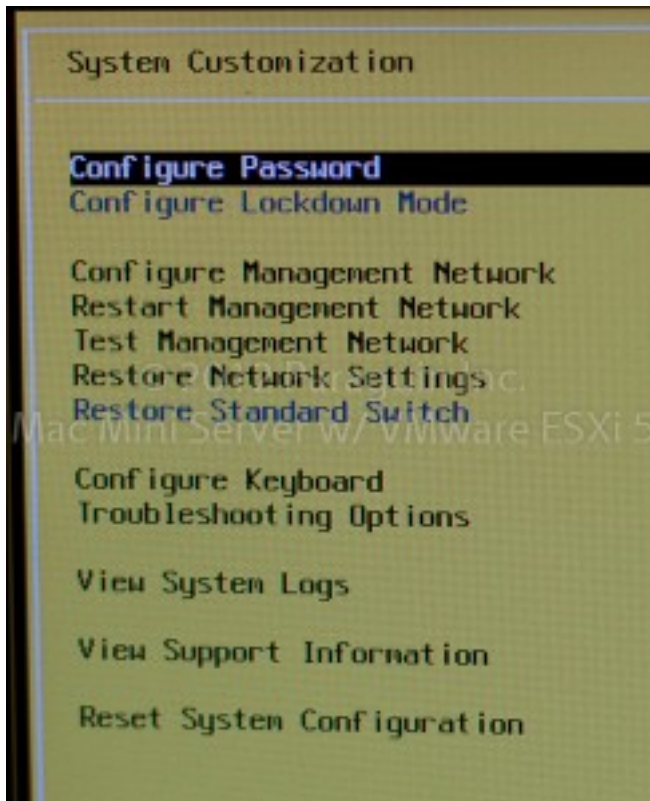 System Customization
Configure Password
Configure Lockdown Mode
Configure Management Network
Restart Management Network
Test Management Network
Restore Network Settings
Inc.
Restore Standard Switch
Mac Mini Server w/ VMware ESXi 5
Configure Keyboard
Troubleshooting Options
View System Logs
View Support Information
Reset System Configuration